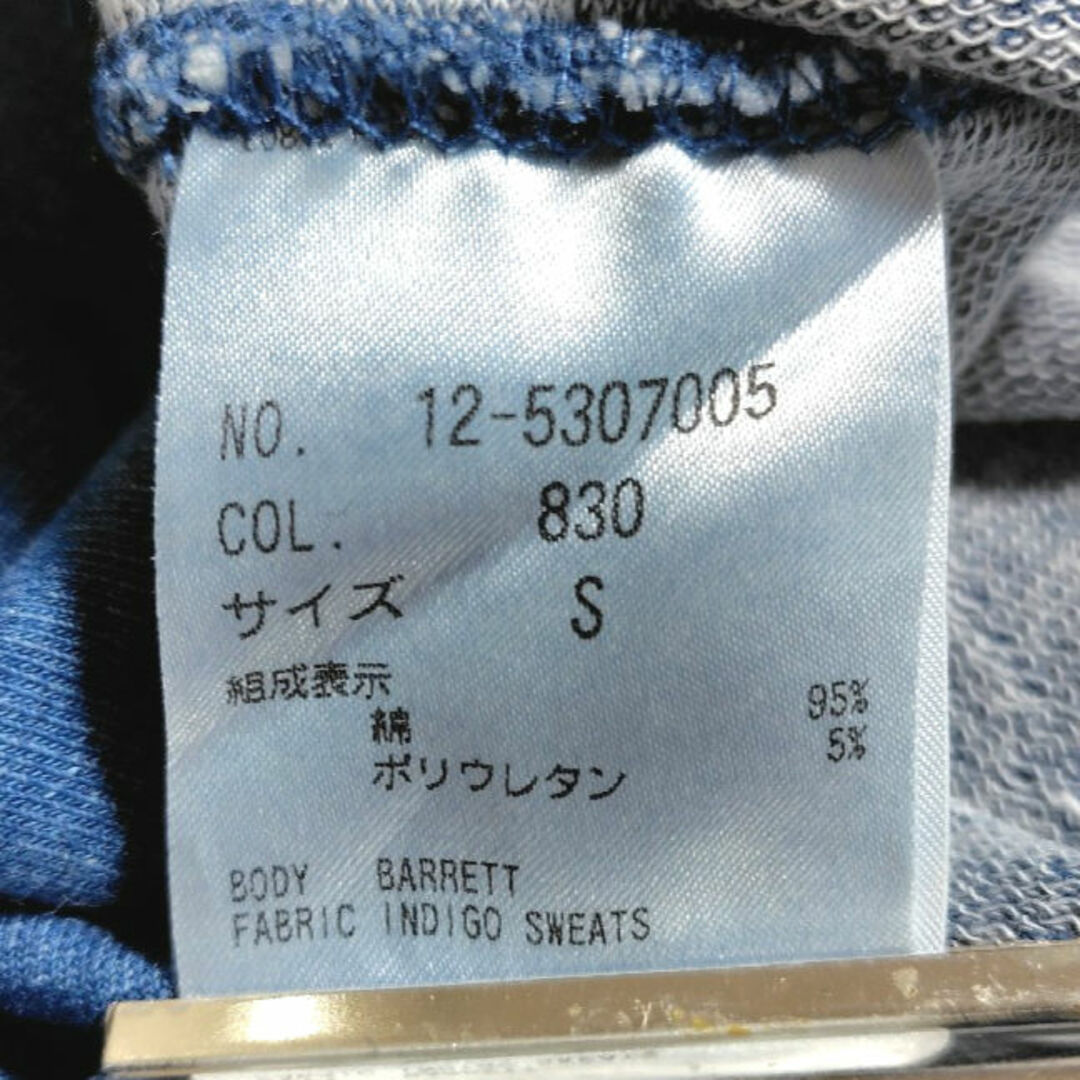 NO. 12-5307005
COL. 830
サイズ S
組成表示
綿 95%
ポリウレタン 5%
BODY BARRETT
FABRIC INDIGO SWEATS